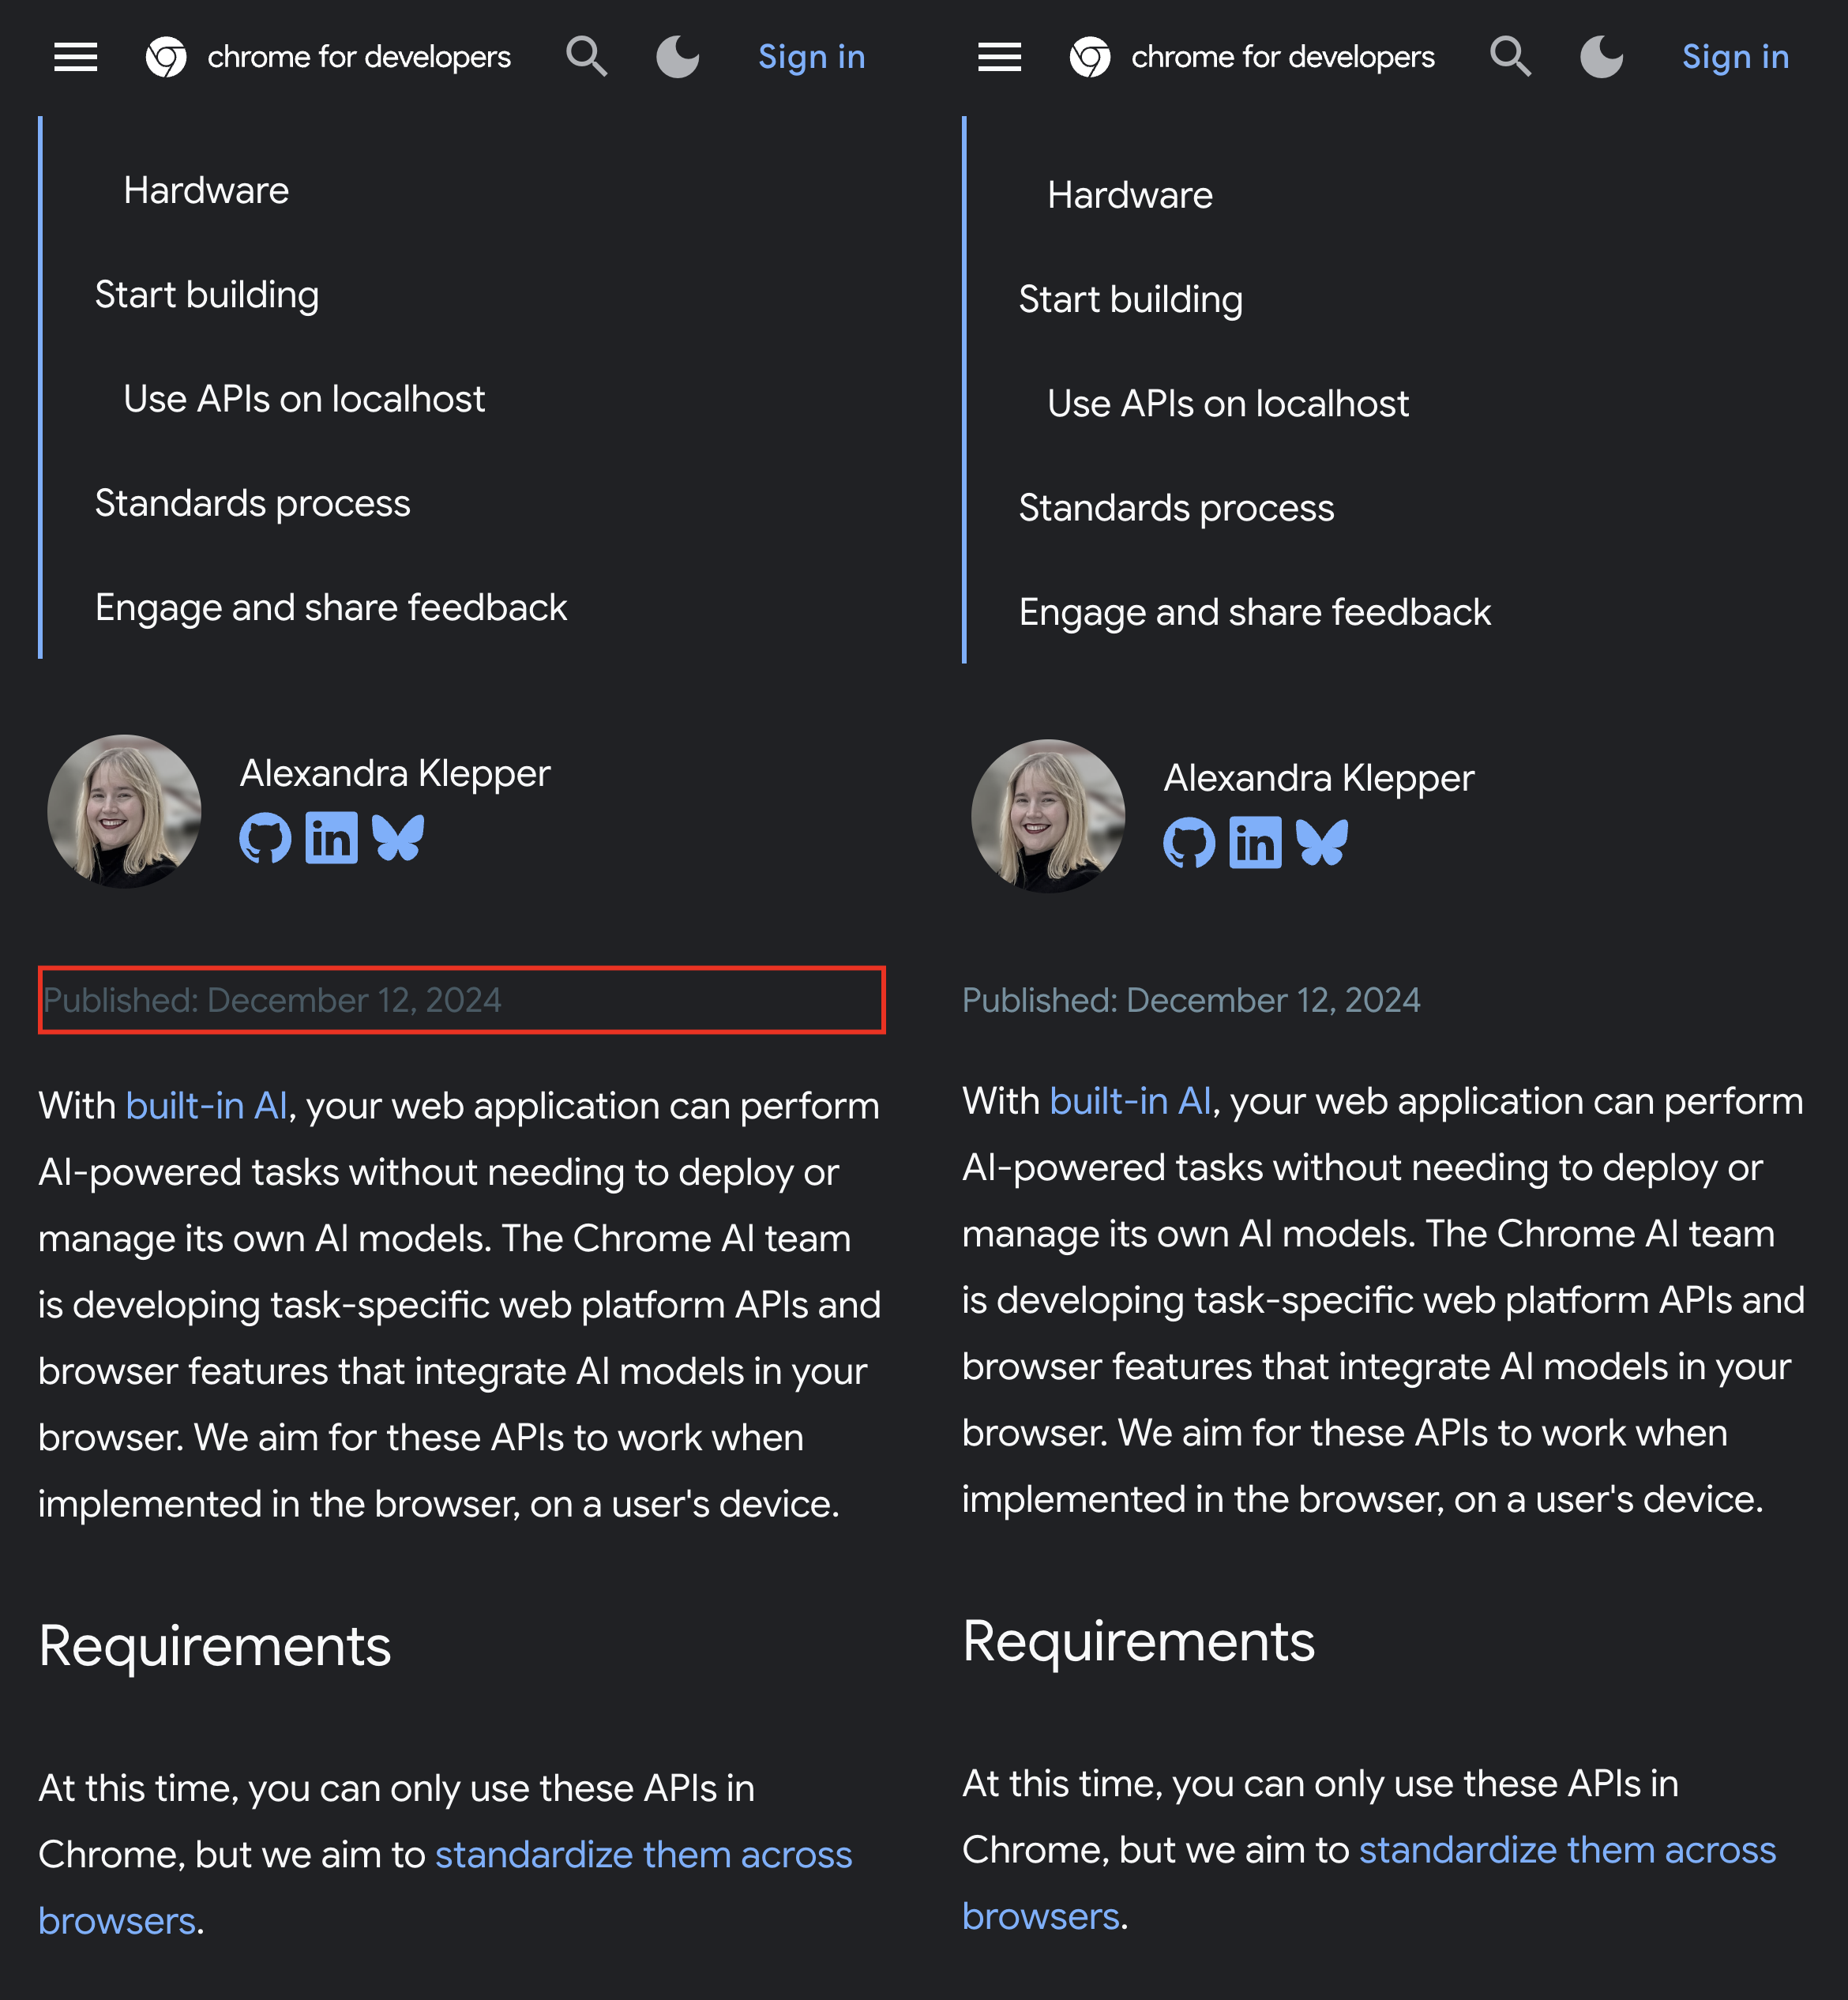 chrome for developers Sign in
Hardware
Start building
Use APIs on localhost
Standards process
Engage and share feedback
Alexandra Klepper
in
Published: December 12, 2024
With built-in AI, your web application can perform
AI-powered tasks without needing to deploy or
manage its own AI models. The Chrome AI team
is developing task-specific web platform APIs and
browser features that integrate AI models in your
browser. We aim for these APIs to work when
implemented in the browser, on a user's device.
Requirements
At this time, you can only use these APIs in
Chrome, but we aim to standardize them across
browsers.
chrome for developers Sign in
Hardware
Start building
Use APIs on localhost
Standards process
Engage and share feedback
Alexandra Klepper
in
Published: December 12, 2024
With built-in AI, your web application can perform
AI-powered tasks without needing to deploy or
manage its own AI models. The Chrome AI team
is developing task-specific web platform APIs and
browser features that integrate AI models in your
browser. We aim for these APIs to work when
implemented in the browser, on a user's device.
Requirements
At this time, you can only use these APIs in
Chrome, but we aim to standardize them across
browsers.